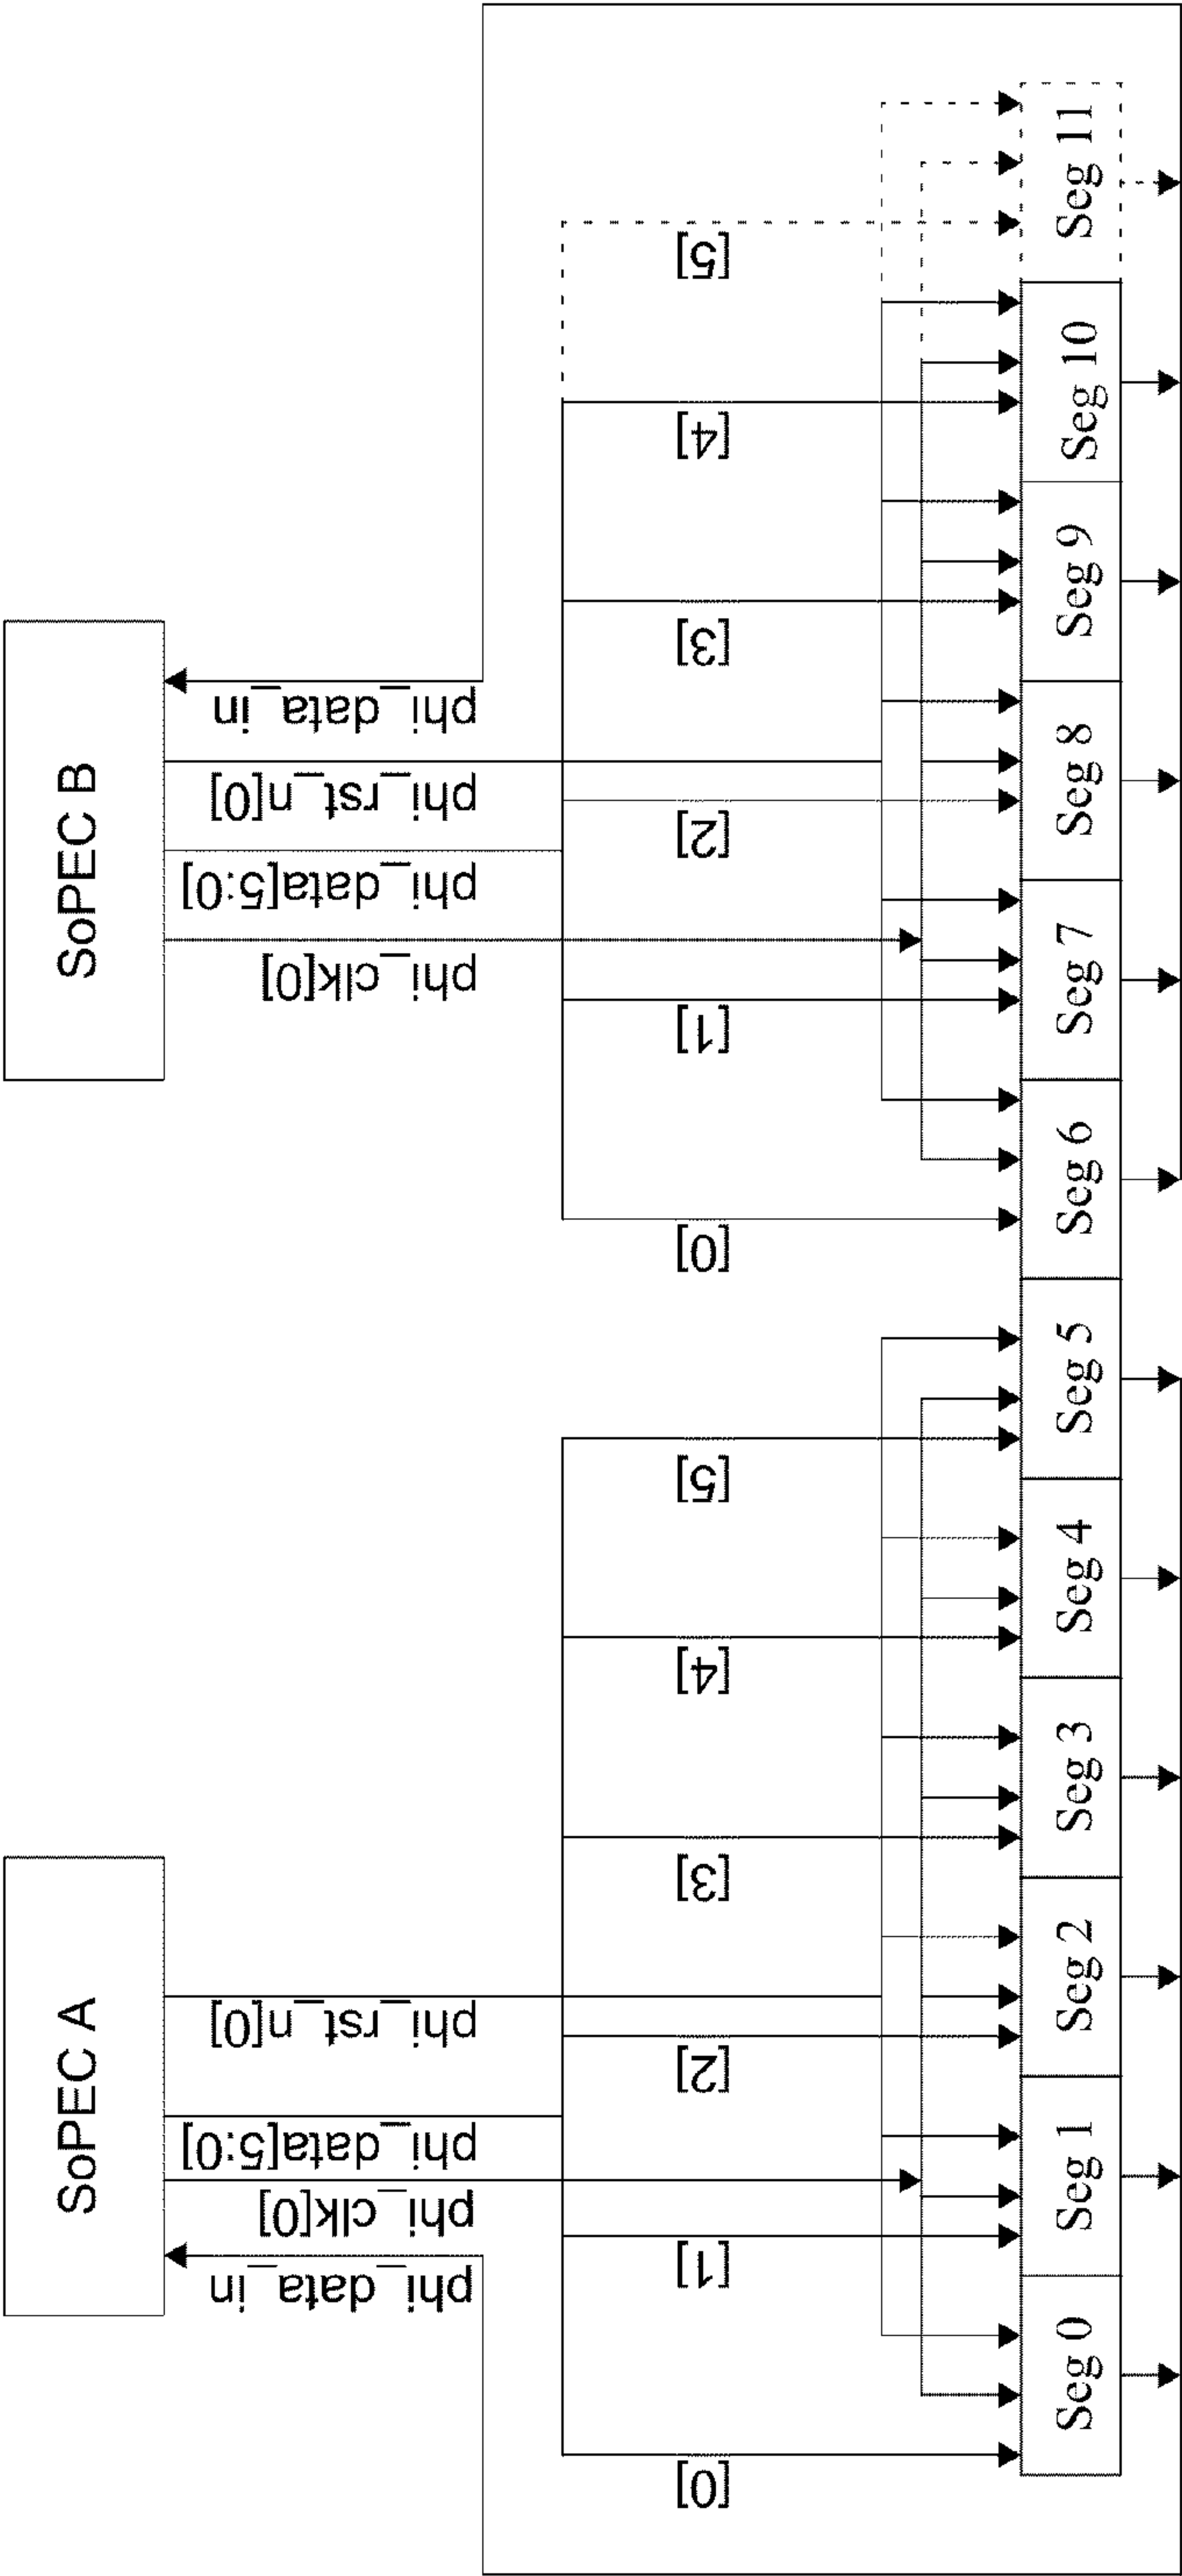 SoPEC A
SoPEC B
phi_data_in
phi_clk[0]
phi_data[5:0]
phi_rst_n[0]
phi_clk[0]
phi_data[5:0]
phi_rst_n[0]
phi_data_in
[0]
[1]
[2]
[3]
[4]
[5]
[0]
[1]
[2]
[3]
[4]
[5]
Seg 0
Seg 1
Seg 2
Seg 3
Seg 4
Seg 5
Seg 6
Seg 7
Seg 8
Seg 9
Seg 10
Seg 11